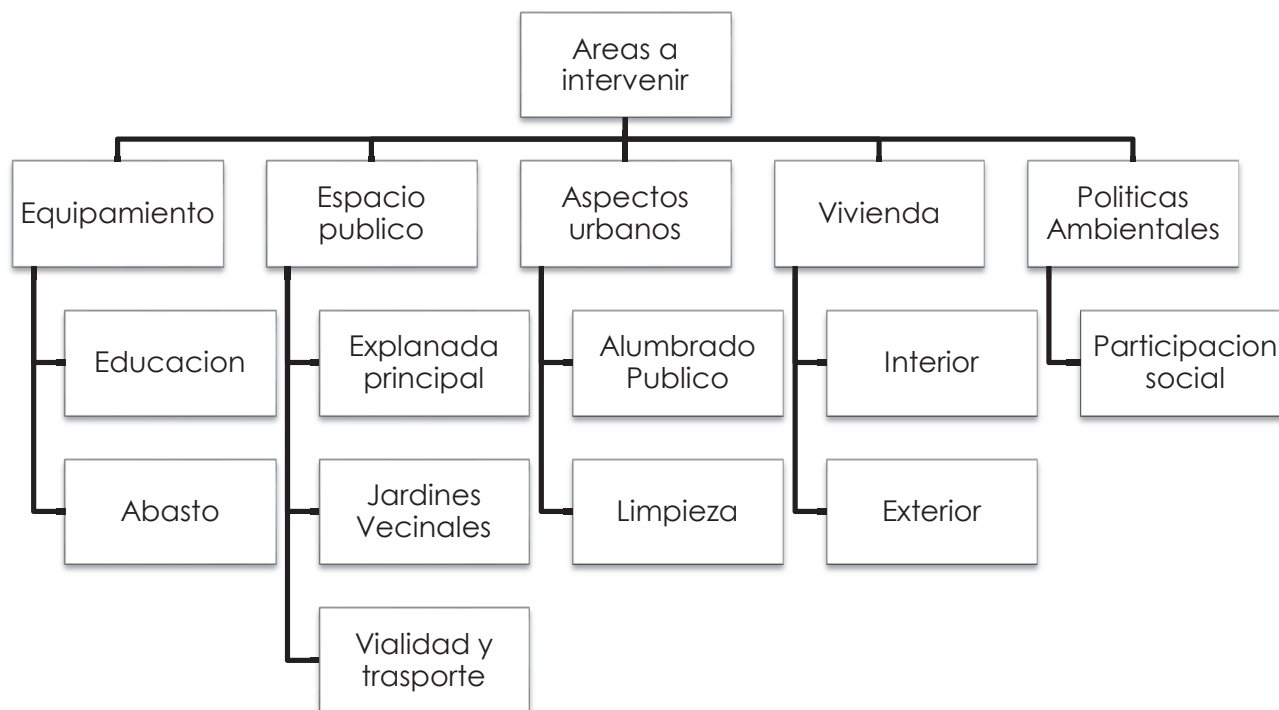 Areas a
intervenir
Equipamiento
Espacio
publico
Aspectos
urbanos
Vivienda
Politicas
Ambientales
Educacion
Explanada
principal
Alumbrado
Publico
Interior
Participacion
social
Abasto
Jardines
Vecinales
Limpieza
Exterior
Vialidad y
trasporte